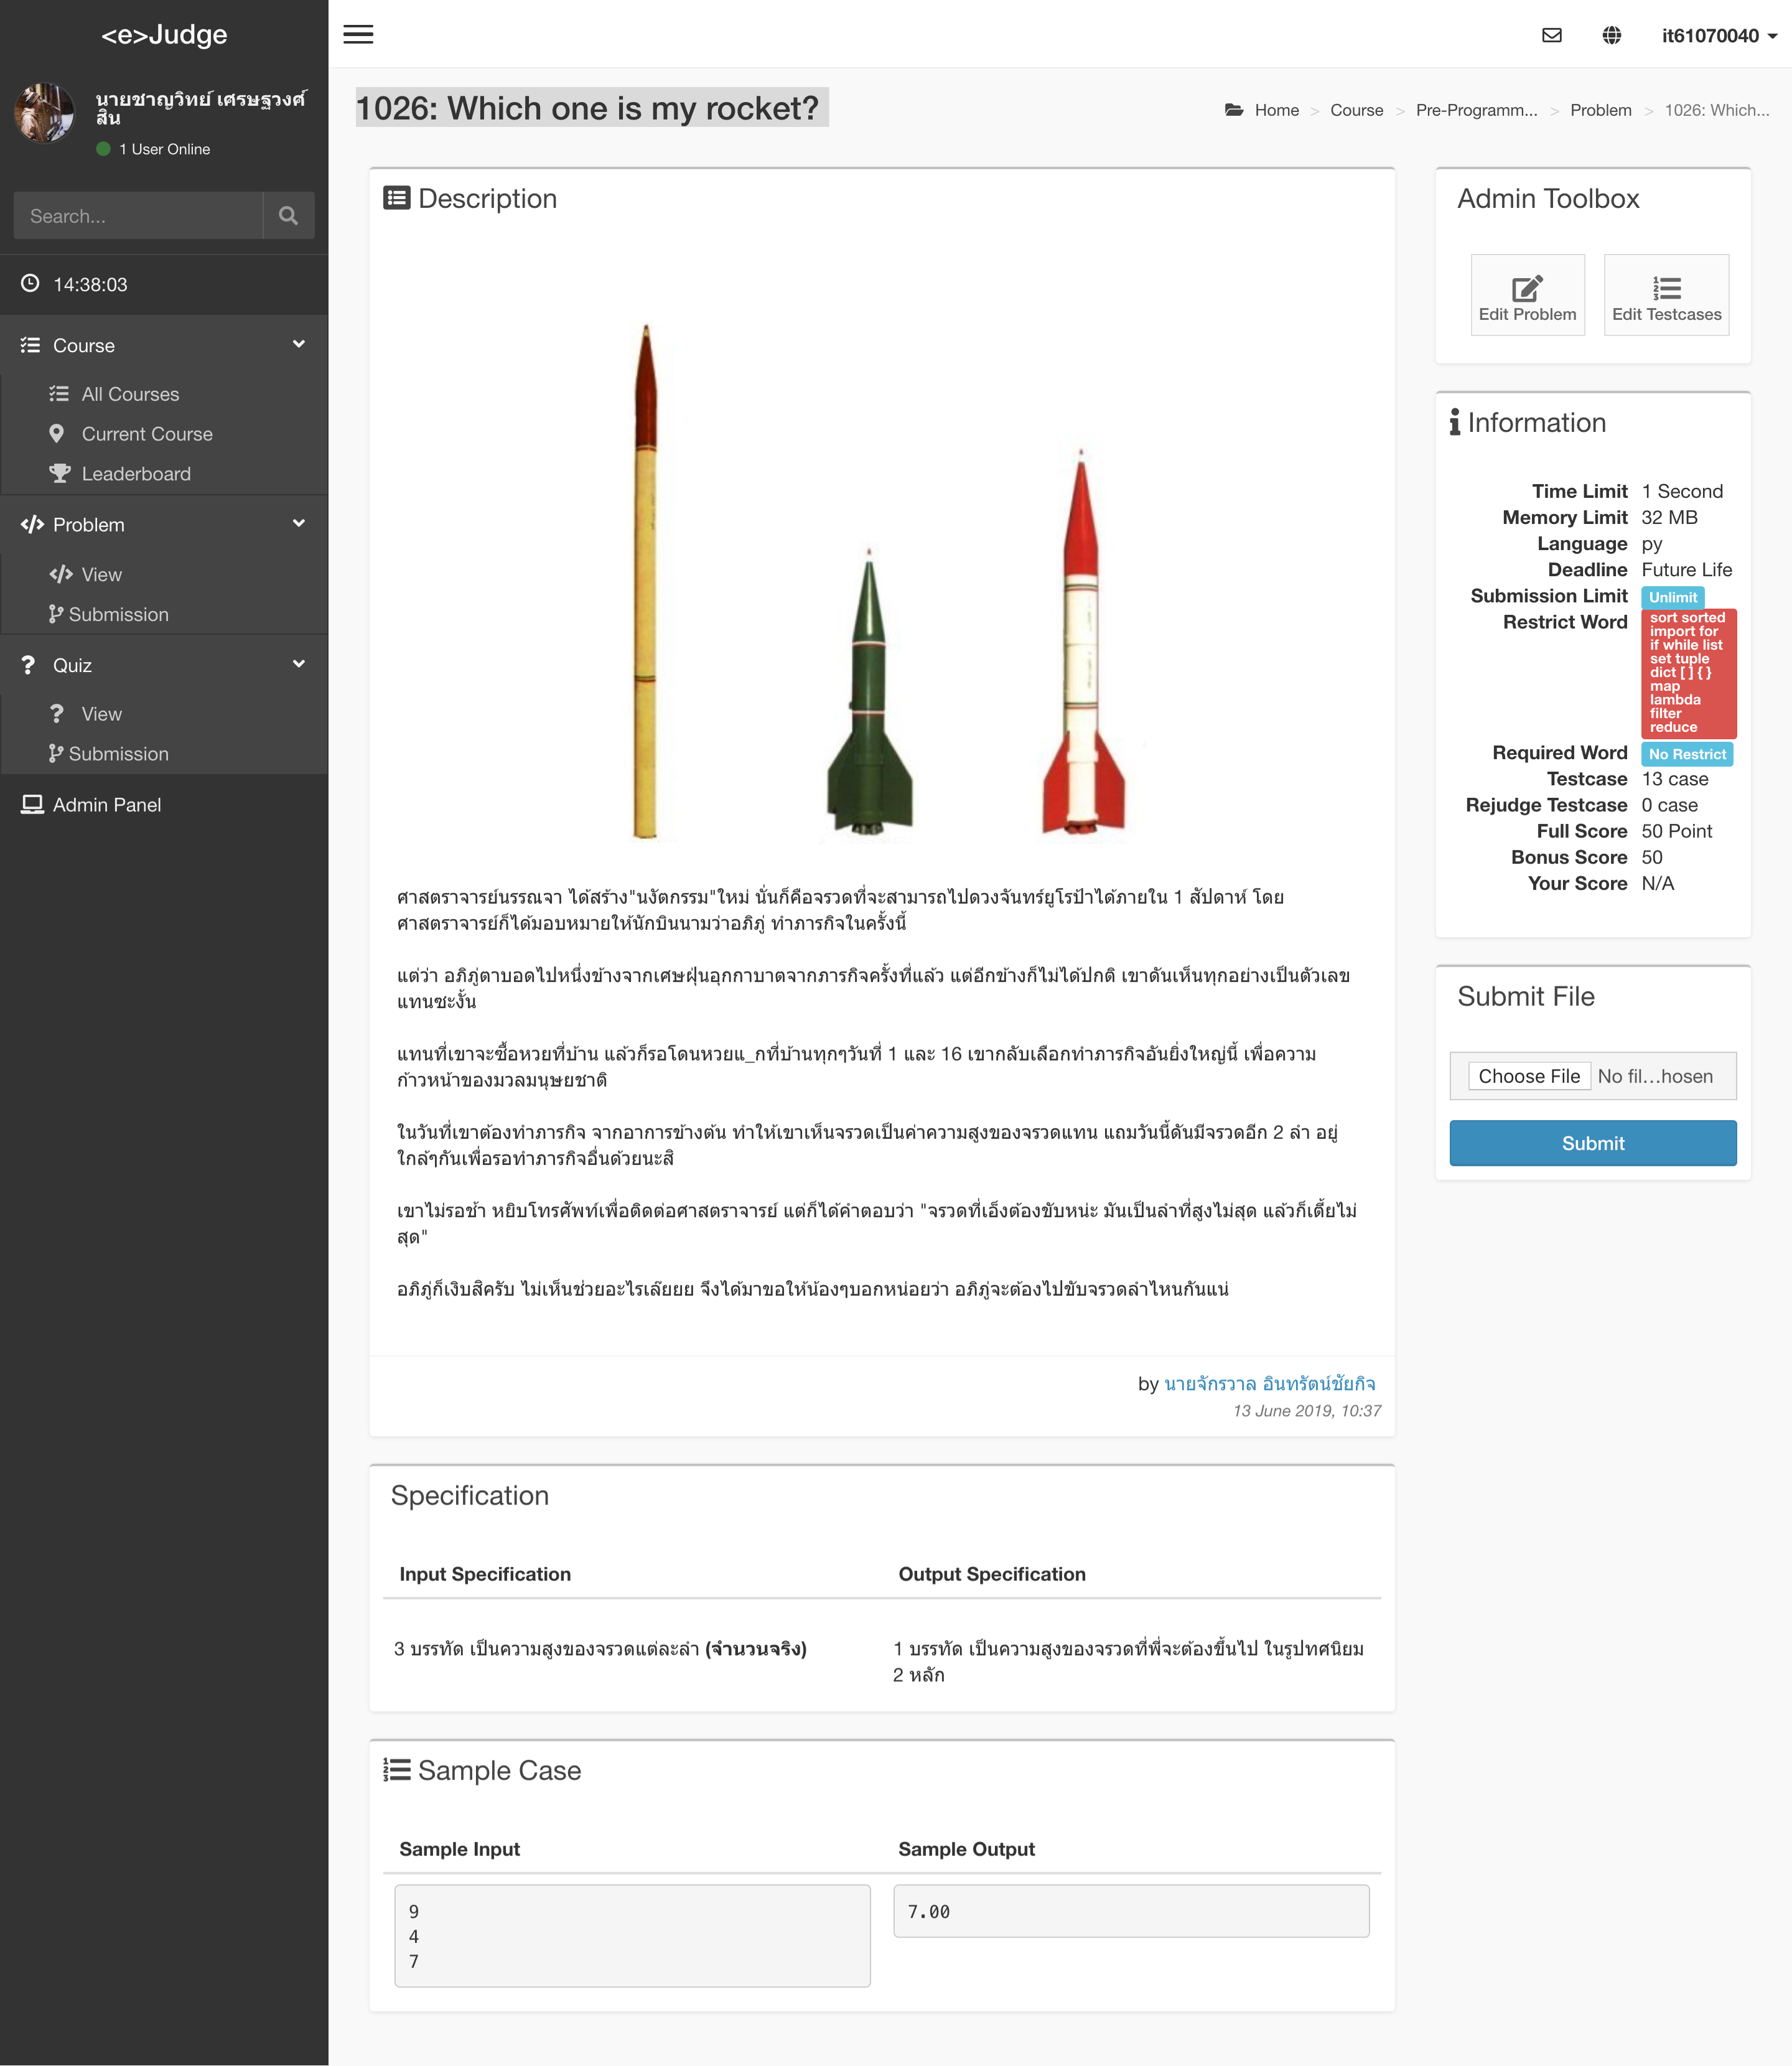 <e>Judge
it61070040
นายชาญวิทย์ เศรษฐวงศ์
สิน
1 User Online
Search...
14:38:03
Course
All Courses
Current Course
Leaderboard
Problem
View
Submission
Quiz
View
Submission
Admin Panel
1026: Which one is my rocket?
Home > Course > Pre-Programm... > Problem > 1026: Which...
Description
ศาสตราจารย์นรรณจา ได้สร้าง"นงัตกรรม"ใหม่ นั่นก็คือจรวดที่จะสามารถไปดวงจันทร์ยูโรป้าได้ภายใน 1 สัปดาห์ โดย
ศาสตราจารย์ก็ได้มอบหมายให้นักบินนามว่าอภิภู่ ทำภารกิจในครั้งนี้
แต่ว่า อภิภู่ตาบอดไปหนึ่งข้างจากเศษฝุ่นอุกกาบาตจากภารกิจครั้งที่แล้ว แต่อีกข้างก็ไม่ได้ปกติ เขาดันเห็นทุกอย่างเป็นตัวเลข
แทนซะงั้น
แทนที่เขาจะซื้อหวยที่บ้าน แล้วก็รอโดนหวยแ_กที่บ้านทุกๆวันที่ 1 และ 16 เขากลับเลือกทำภารกิจอันยิ่งใหญ่นี้ เพื่อความ
ก้าวหน้าของมวลมนุษยชาติ
ในวันที่เขาต้องทำภารกิจ จากอาการข้างต้น ทำให้เขาเห็นจรวดเป็นค่าความสูงของจรวดแทน แถมวันนี้ดันมีจรวดอีก 2 ลำ อยู่
ใกล้ๆกันเพื่อรอทำภารกิจอื่นด้วยนะสิ
เขาไม่รอช้า หยิบโทรศัพท์เพื่อติดต่อศาสตราจารย์ แต่ก็ได้คำตอบว่า "จรวดที่เอ็งต้องขับหน่ะ มันเป็นลำที่สูงไม่สุด แล้วก็เตี้ยไม่
สุด"
อภิภู่ก็เงิบสิครับ ไม่เห็นช่วยอะไรเล๊ยยย จึงได้มาขอให้น้องๆบอกหน่อยว่า อภิภู่จะต้องไปขับจรวดลำไหนกันแน่
by นายจักรวาล อินทรัตน์ชัยกิจ
13 June 2019, 10:37
Specification
Input Specification
Output Specification
3 บรรทัด เป็นความสูงของจรวดแต่ละลำ (จำนวนจริง)
1 บรรทัด เป็นความสูงของจรวดที่พี่จะต้องขึ้นไป ในรูปทศนิยม
2 หลัก
Sample Case
Sample Input
Sample Output
9
4
7
7.00
Admin Toolbox
Edit Problem
Edit Testcases
Information
Time Limit 1 Second
Memory Limit 32 MB
Language py
Deadline Future Life
Submission Limit Unlimit
Restrict Word sort sorted
import for
if while list
set tuple
dict [ ] { }
map
lambda
filter
reduce
Required Word No Restrict
Testcase 13 case
Rejudge Testcase 0 case
Full Score 50 Point
Bonus Score 50
Your Score N/A
Submit File
Choose File No fil...hosen
Submit